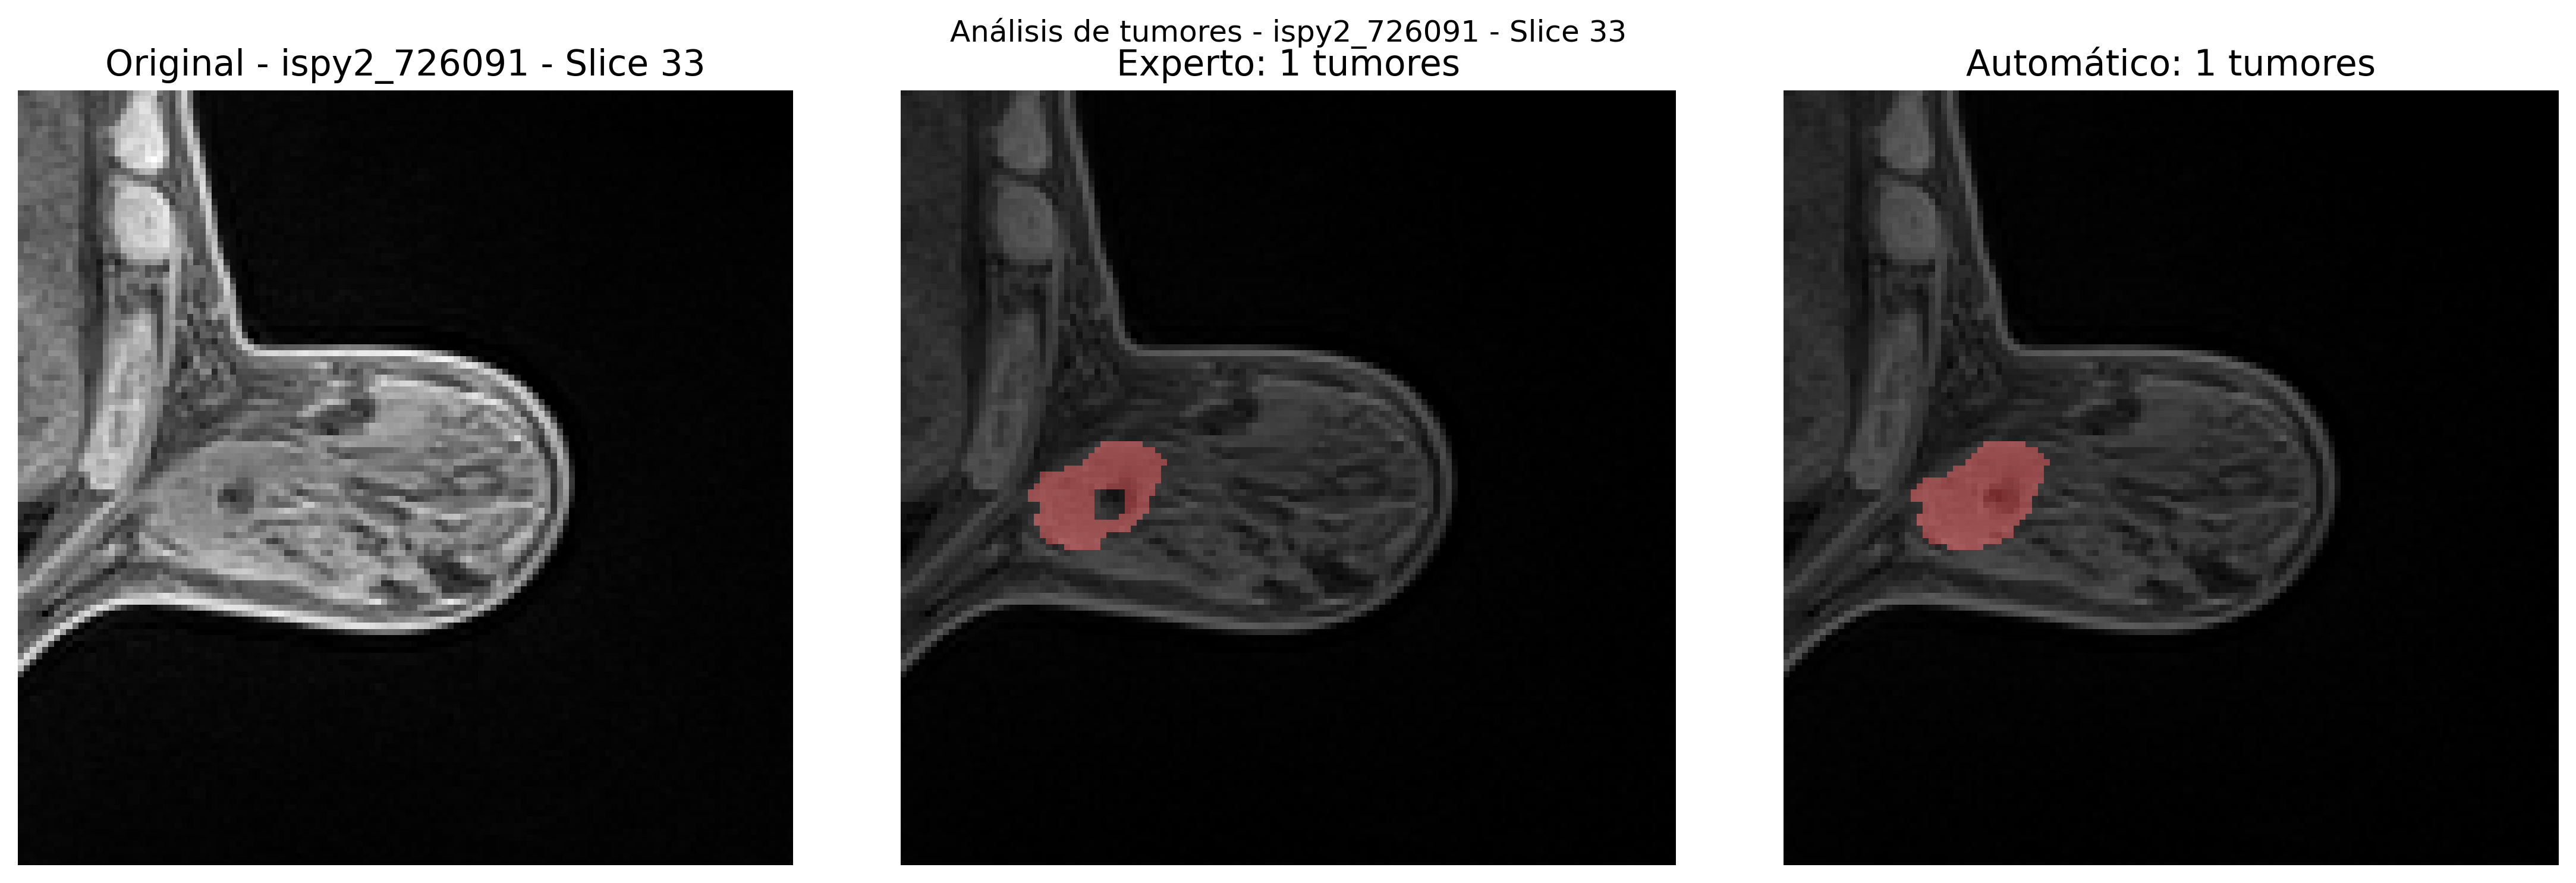 Análisis de tumores - ispy2_726091 - Slice 33
Original - ispy2_726091 - Slice 33
Experto: 1 tumores
Automático: 1 tumores